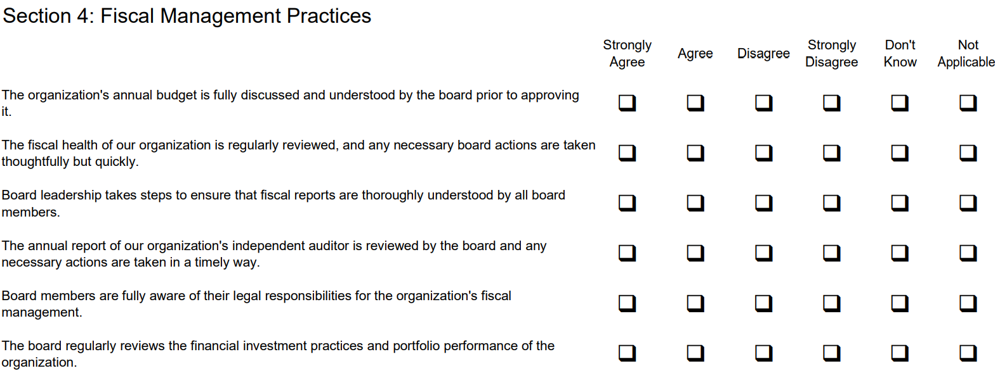 Section 4: Fiscal Management Practices
Strongly Agree Agree Disagree Strongly Disagree Don't Know Not Applicable
The organization's annual budget is fully discussed and understood by the board prior to approving
it.
The fiscal health of our organization is regularly reviewed, and any necessary board actions are taken
thoughtfully but quickly.
Board leadership takes steps to ensure that fiscal reports are thoroughly understood by all board
members.
The annual report of our organization's independent auditor is reviewed by the board and any
necessary actions are taken in a timely way.
Board members are fully aware of their legal responsibilities for the organization's fiscal
management.
The board regularly reviews the financial investment practices and portfolio performance of the
organization.